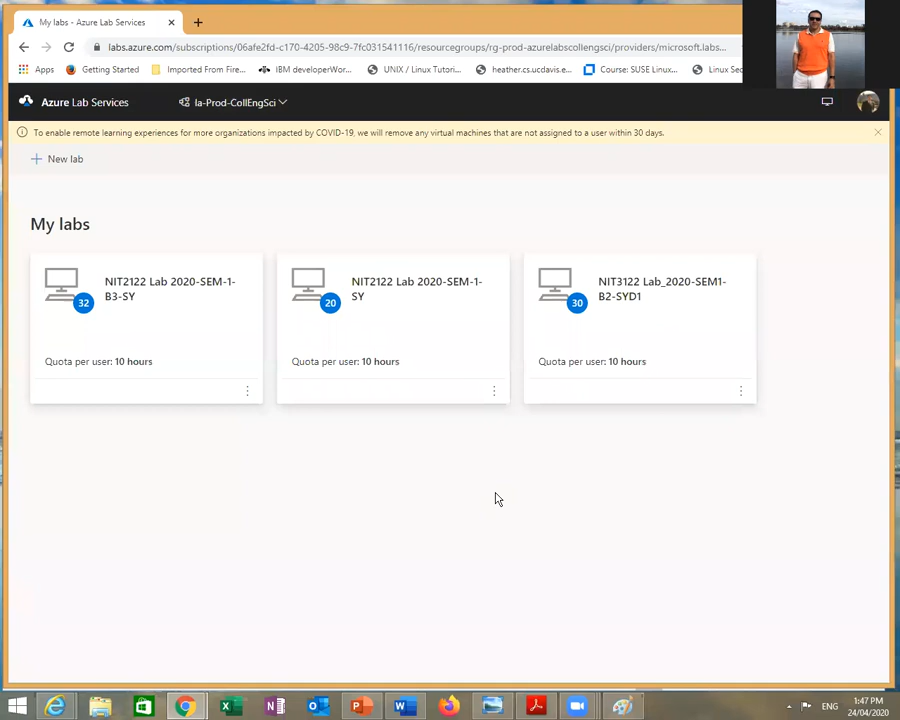 My labs - Azure Lab Services
labs.azure.com/subscriptions/06afe2fd-c170-4205-98c9-7fc031541116/resourcegroups/rg-prod-azurelabscollengsci/providers/microsoft.labs...
Apps Getting Started Imported From Fire... IBM developerWor... UNIX / Linux Tutori... heather.cs.ucdavis.e... Course: SUSE Linux... Linux Sec
Azure Lab Services la-Prod-CollEngSci
To enable remote learning experiences for more organizations impacted by COVID-19, we will remove any virtual machines that are not assigned to a user within 30 days.
New lab
My labs
32
NIT2122 Lab 2020-SEM-1-
B3-SY
Quota per user: 10 hours
20
NIT2122 Lab 2020-SEM-1-
SY
Quota per user: 10 hours
30
NIT3122 Lab_2020-SEM1-
B2-SYD1
Quota per user: 10 hours
ENG
1:47 PM
24/04/2020